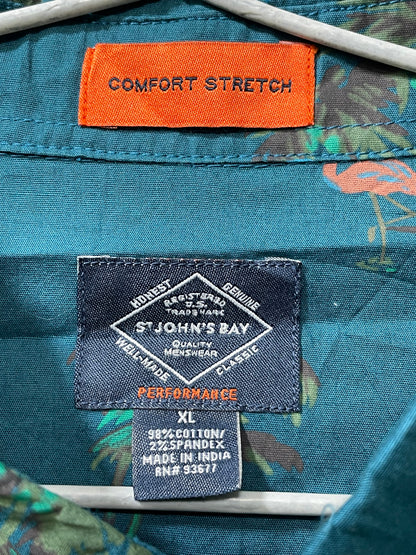 COMFORT STRETCH
HONEST
GENUINE
REGISTERED
U.S.
TRADE MARK
ST JOHN'S BAY
QUALITY
MENSWEAR
WELL-MADE
CLASSIC
PERFORMANCE
XL
98% COTTON/
2% SPANDEX
MADE IN INDIA
RN# 93677